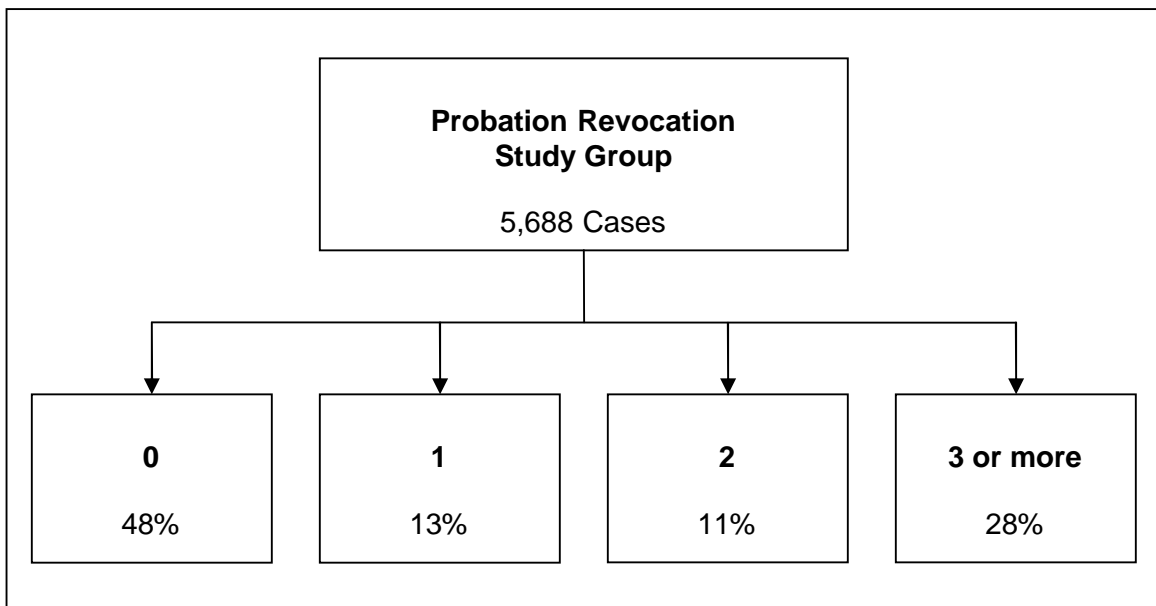 Probation Revocation
Study Group
5,688 Cases
0
48%
1
13%
2
11%
3 or more
28%